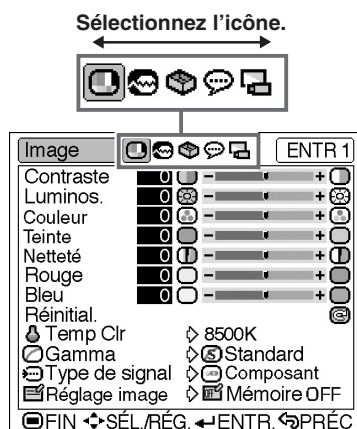 Sélectionnez l'icône.
Image ENTR 1
Contraste 0 - +
Luminos. 0 - +
Couleur 0 - +
Teinte 0 - +
Netteté 0 - +
Rouge 0 - +
Bleu 0 - +
Réinitial.
Temp Clr 8500K
Gamma S Standard
Type de signal Composant
Réglage image Mémoire OFF
FIN SÉL./RÉG. ENTR. PRÉC